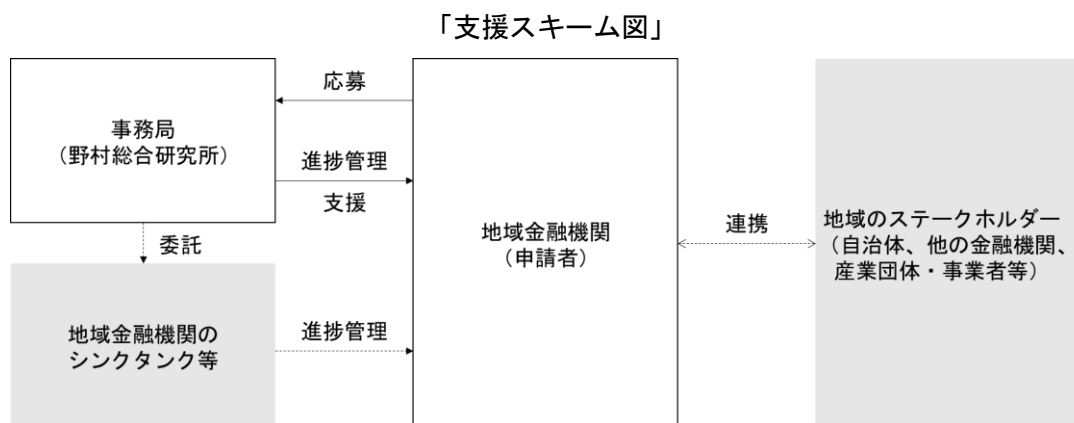 「支援スキーム図」
応募
事務局
（野村総合研究所）
進捗管理
支援
委託
地域金融機関の
シンクタンク等
進捗管理
地域金融機関
（申請者）
連携
地域のステークホルダー
（自治体、他の金融機関、
産業団体・事業者等）